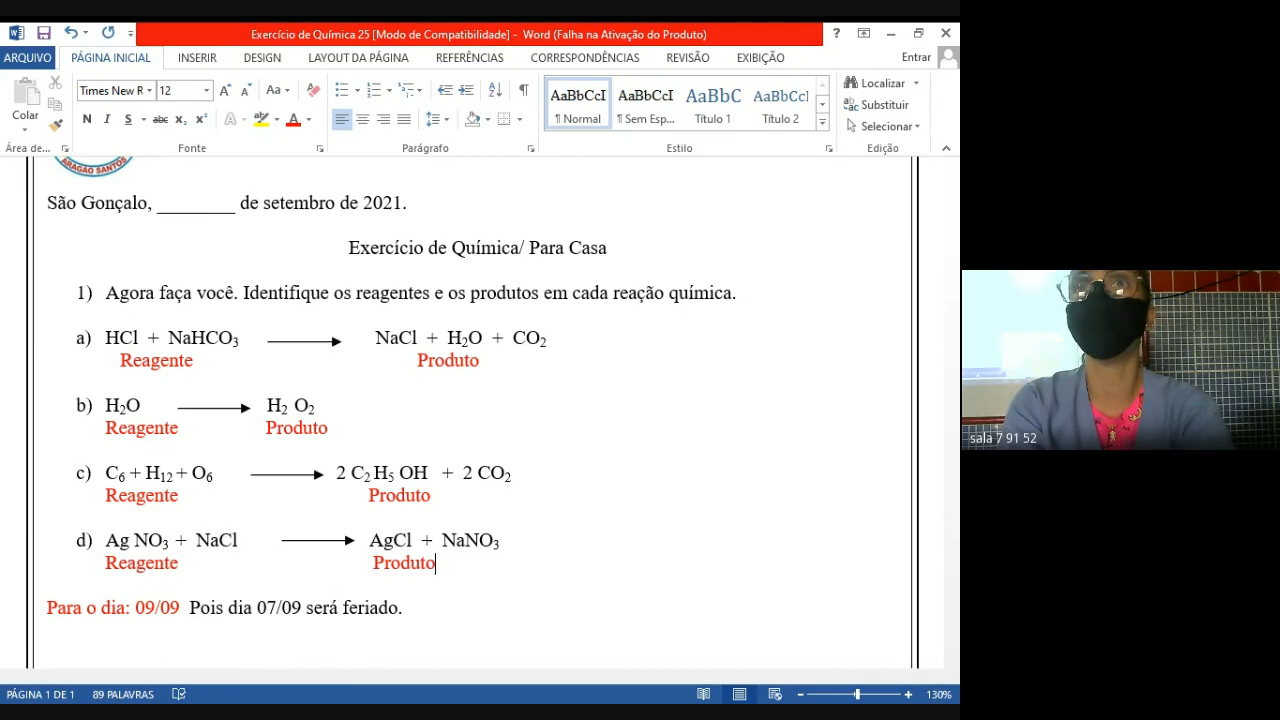 Exercício de Química 25 [Modo de Compatibilidade] - Word (Falha na Ativação do Produto)
ARQUIVO PÁGINA INICIAL INSERIR DESIGN LAYOUT DA PÁGINA REFERÊNCIAS CORRESPONDÊNCIAS REVISÃO EXIBIÇÃO Entrar
Times New R 12 Aa AaBbCcI AaBbCcI AaBbC AaBbCcI Localizar
Colar N I S abc x₂ x² A A ¶ Normal ¶ Sem Esp... Título 1 Título 2 Substituir
Selecionar
Área de... Fonte Parágrafo Estilo Edição
ARAGÃO SANTOS
São Gonçalo, ________ de setembro de 2021.
Exercício de Química/ Para Casa
1) Agora faça você. Identifique os reagentes e os produtos em cada reação química.
a) HCl + NaHCO₃ ⟶ NaCl + H₂O + CO₂
Reagente Produto
b) H₂O ⟶ H₂ O₂
Reagente Produto
c) C₆ + H₁₂ + O₆ ⟶ 2 C₂ H₅ OH + 2 CO₂
Reagente Produto
d) Ag NO₃ + NaCl ⟶ AgCl + NaNO₃
Reagente Produto
Para o dia: 09/09 Pois dia 07/09 será feriado.
PÁGINA 1 DE 1 89 PALAVRAS 130%
sala 7 91 52